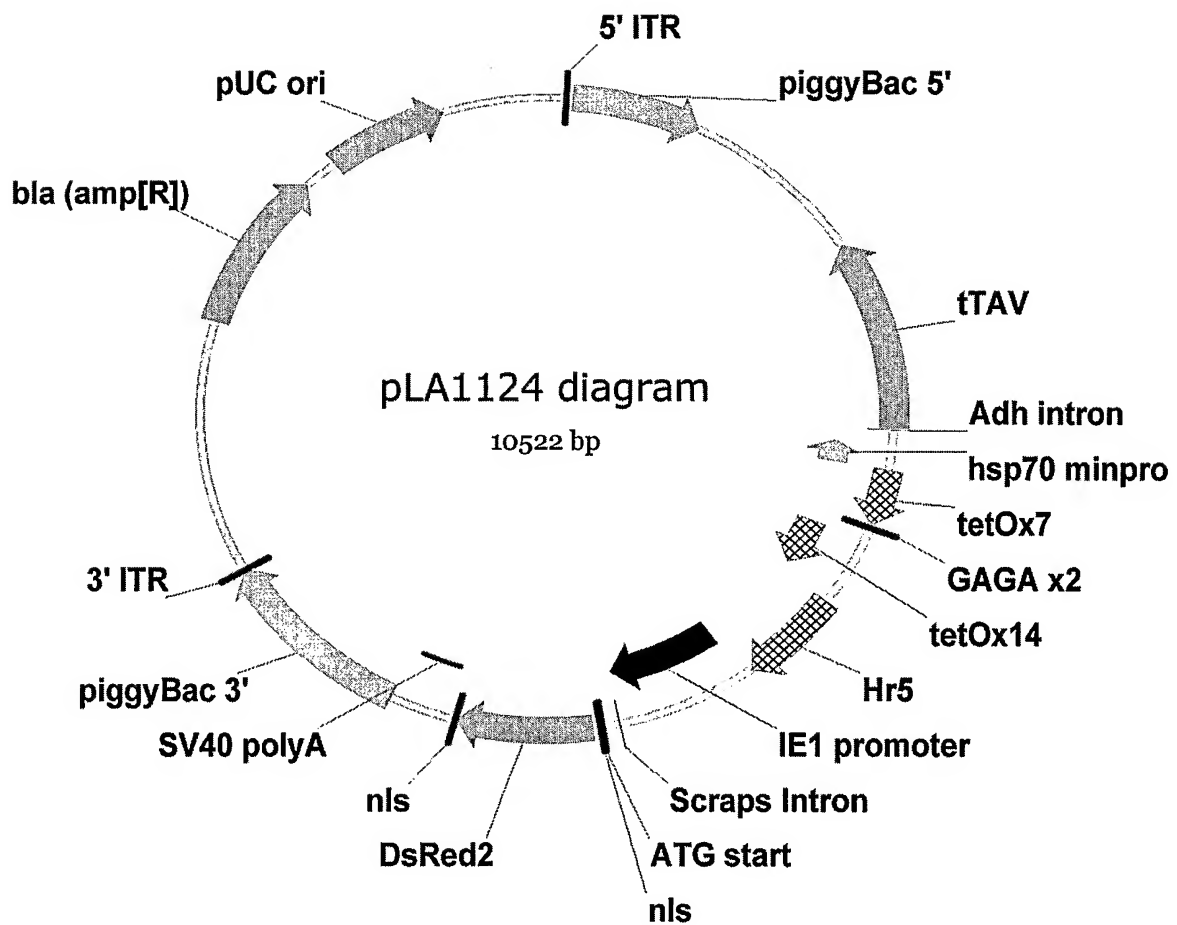 5' ITR
pUC ori
piggyBac 5'
bla (amp[R])
tTAV
pLA1124 diagram
10522 bp
Adh intron
hsp70 minpro
tetOx7
GAGA x2
3' ITR
tetOx14
piggyBac 3'
Hr5
SV40 polyA
IE1 promoter
nls
Scraps Intron
DsRed2
ATG start
nls